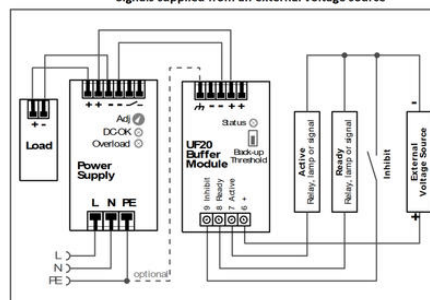 Signals supplied from an external voltage source
+ + - -
- - + +
Adj
DC-OK
Overload
Power
Supply
L N PE
+ -
Load
Status
Back-up
Threshold
UF20
Buffer
Module
9 Inhibit
8 Ready
7 Active
6 +
Active
Relay, lamp or signal
Ready
Relay, lamp or signal
Inhibit
External
Voltage Source
-
+
L
N
PE
optional